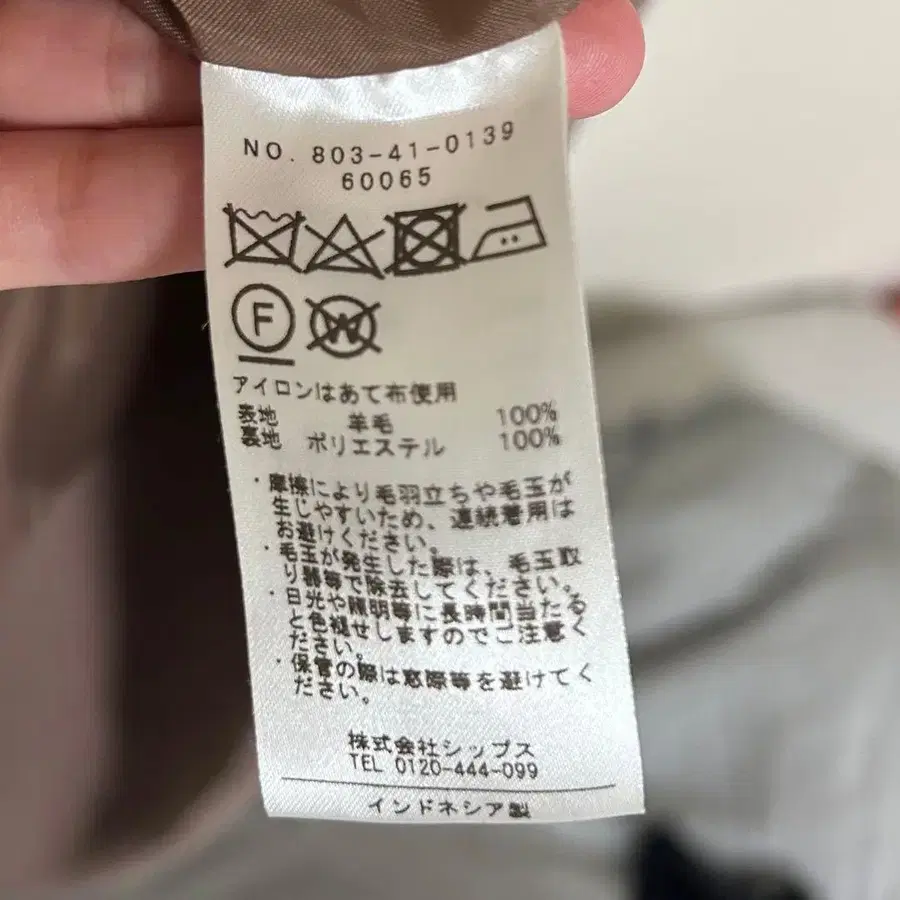 NO. 803-41-0139
60065
F
W
アイロンはあて布使用
表地 羊毛 100%
裏地 ポリエステル 100%
・摩擦により毛羽立ちや毛玉が
生じやすいため、連続着用は
お避けください。
・毛玉が発生した際は、毛玉取
り器等で除去してください。
・日光や照明等に長時間当たる
と色褪せしますのでご注意く
ださい。
・保管の際は窓際等を避けてく
ださい。
株式会社シップス
TEL 0120-444-099
インドネシア製